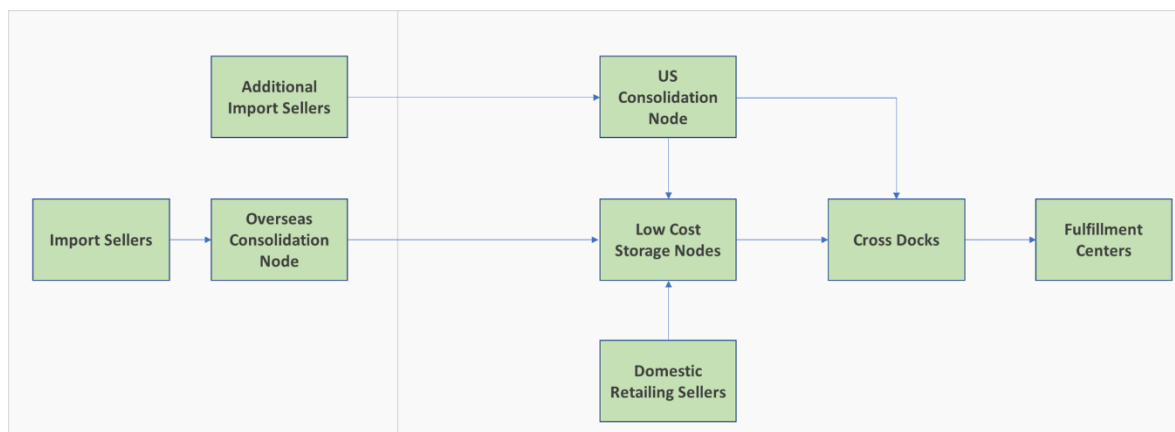 Additional
Import Sellers
US
Consolidation
Node
Import Sellers
Overseas
Consolidation
Node
Low Cost
Storage Nodes
Cross Docks
Fulfillment
Centers
Domestic
Retailing Sellers